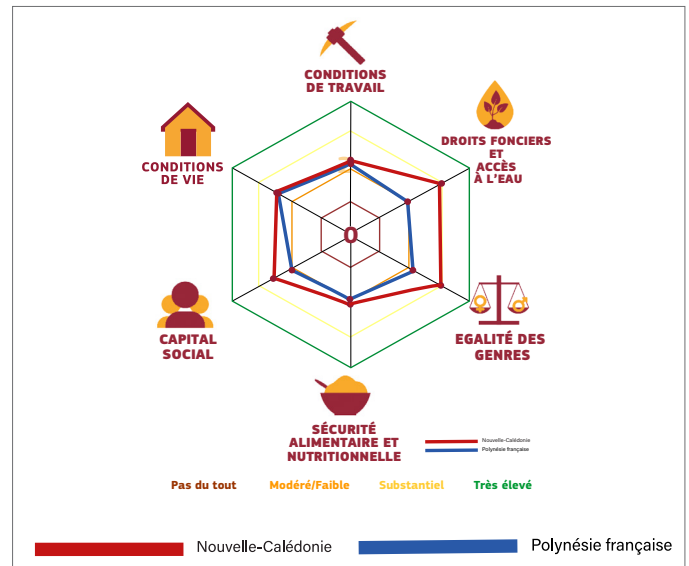 CONDITIONS
DE TRAVAIL
DROITS FONCIERS
ET
ACCÈS
À L'EAU
CONDITIONS
DE VIE
0
CAPITAL
SOCIAL
EGALITÉ DES
GENRES
SÉCURITÉ
ALIMENTAIRE ET
NUTRITIONNELLE
Nouvelle-Calédonie
Polynésie française
Pas du tout Modéré/Faible Substantiel Très élevé
Nouvelle-Calédonie Polynésie française